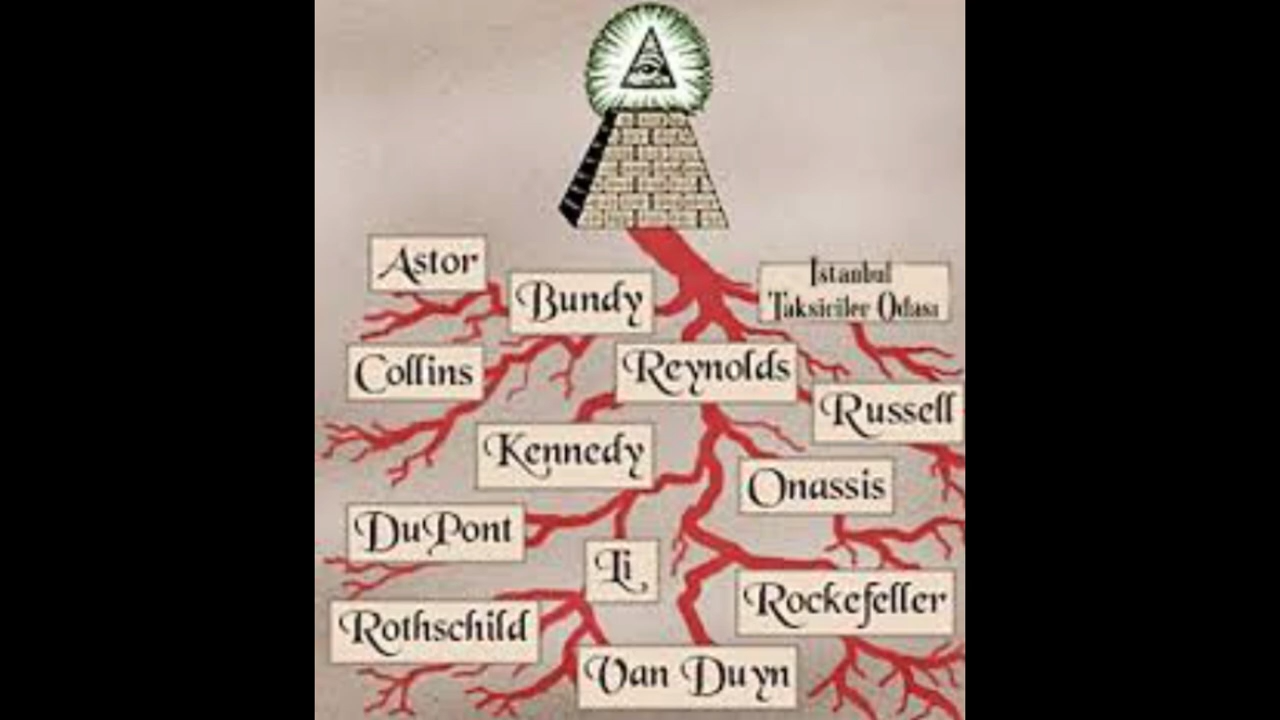 Astor
Bundy
İstanbul
Taksiciler Odası
Collins
Reynolds
Russell
Kennedy
Onassis
DuPont
Li
Rockefeller
Rothschild
Van Duyn